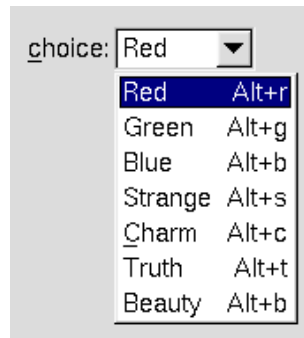 choice: Red
Red Alt+r
Green Alt+g
Blue Alt+b
Strange Alt+s
Charm Alt+c
Truth Alt+t
Beauty Alt+b